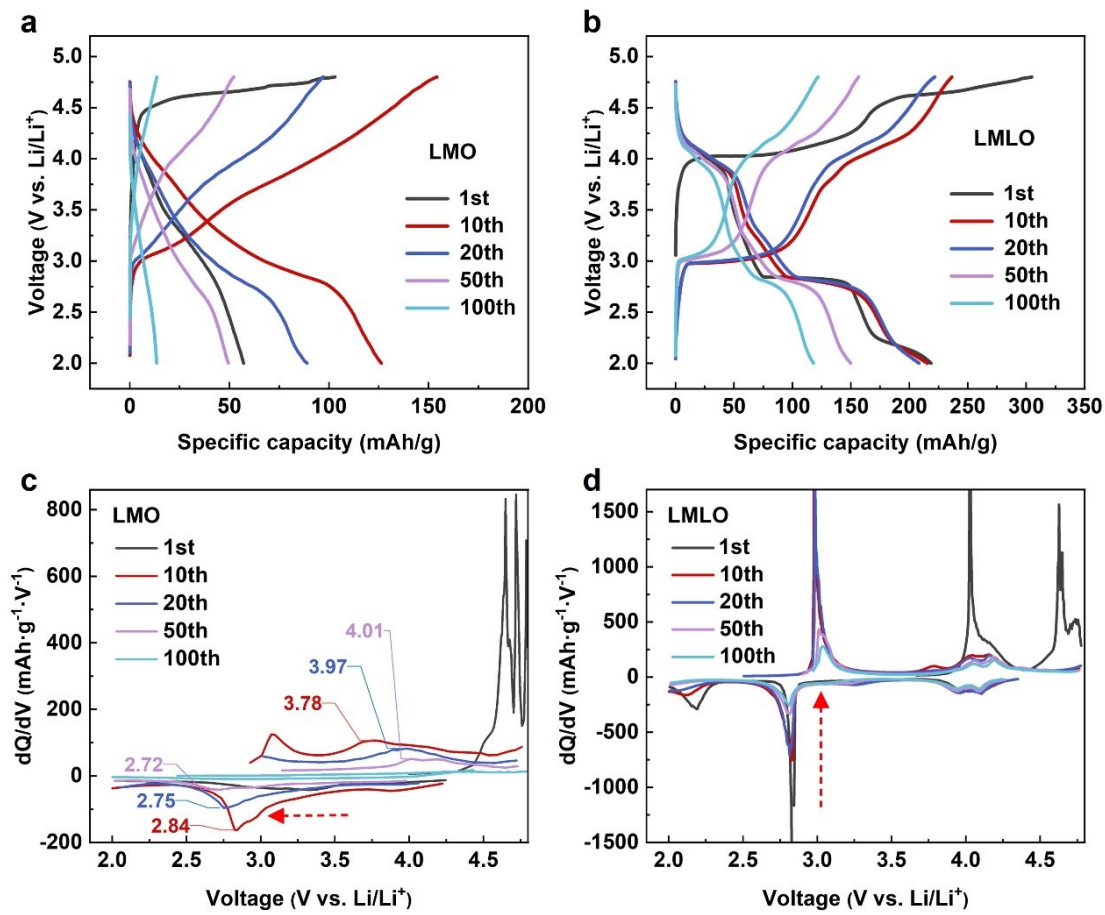 a
5.0
4.5
4.0
3.5
3.0
2.5
2.0
Voltage (V vs. Li/Li⁺)
LMO
1st
10th
20th
50th
100th
0 50 100 150 200
Specific capacity (mAh/g)
b
5.0
4.5
4.0
3.5
3.0
2.5
2.0
Voltage (V vs. Li/Li⁺)
LMLO
1st
10th
20th
50th
100th
0 50 100 150 200 250 300 350
Specific capacity (mAh/g)
c
800
600
400
200
0
-200
dQ/dV (mAh·g⁻¹·V⁻¹)
LMO
1st
10th
20th
50th
100th
4.01
3.97
3.78
2.72
2.75
2.84
2.0 2.5 3.0 3.5 4.0 4.5
Voltage (V vs. Li/Li⁺)
d
1500
1000
500
0
-500
-1000
-1500
dQ/dV (mAh·g⁻¹·V⁻¹)
LMLO
1st
10th
20th
50th
100th
2.0 2.5 3.0 3.5 4.0 4.5
Voltage (V vs. Li/Li⁺)